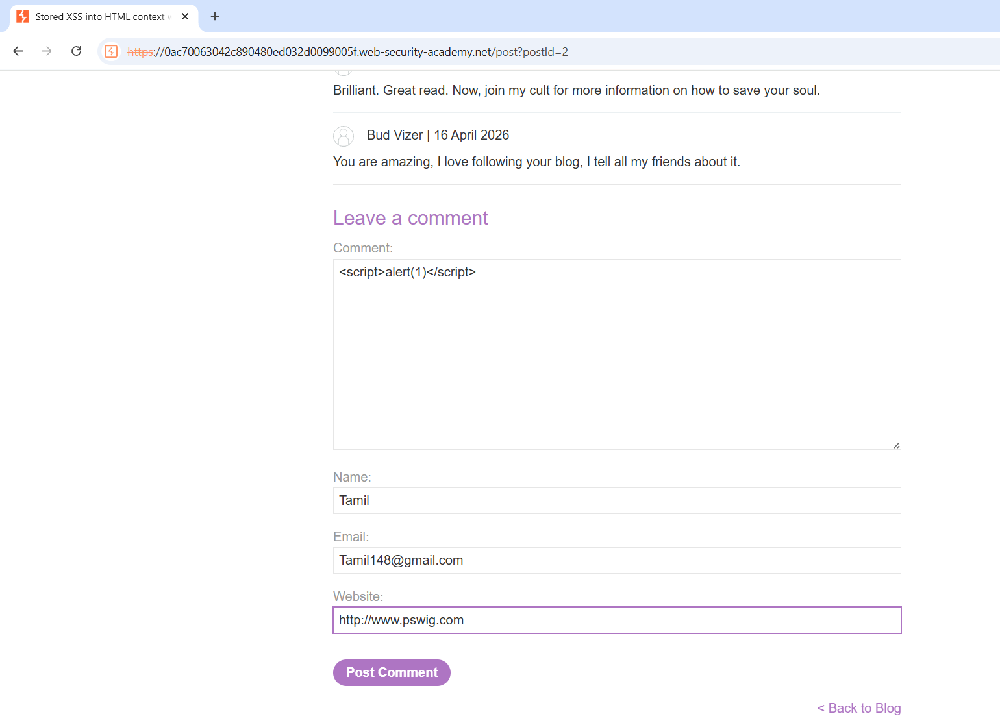 Stored XSS into HTML context
https://0ac70063042c890480ed032d0099005f.web-security-academy.net/post?postId=2
Brilliant. Great read. Now, join my cult for more information on how to save your soul.
Bud Vizer | 16 April 2026
You are amazing, I love following your blog, I tell all my friends about it.
Leave a comment
Comment:
<script>alert(1)</script>
Name:
Tamil
Email:
Tamil148@gmail.com
Website:
http://www.pswig.com
Post Comment
< Back to Blog